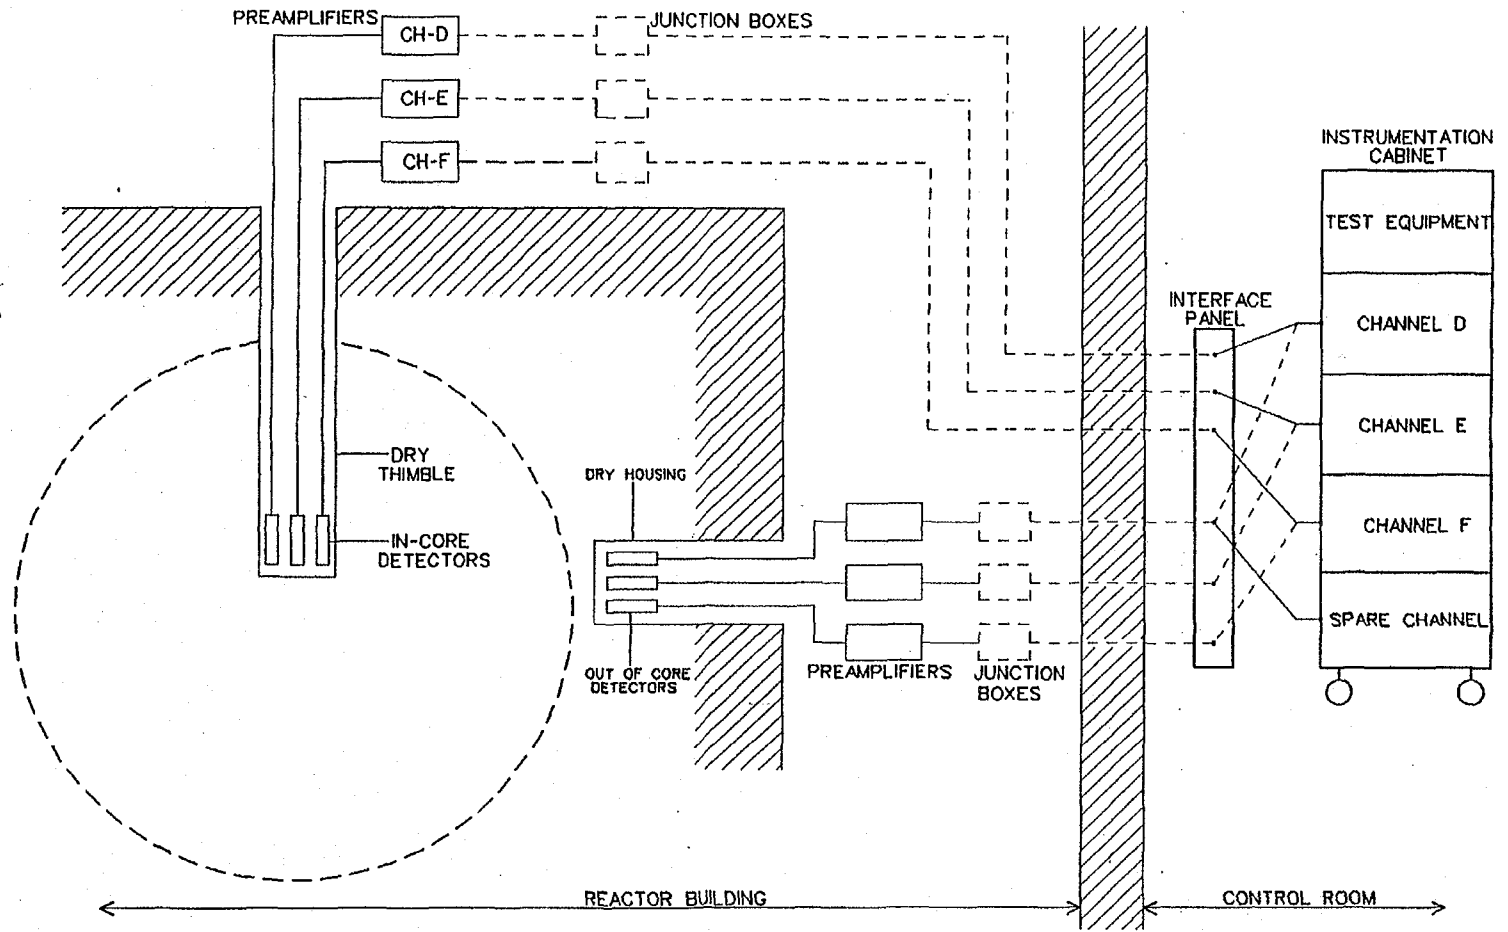 PREAMPLIFIERS
CH-D
JUNCTION BOXES
CH-E
CH-F
INSTRUMENTATION
CABINET
TEST EQUIPMENT
INTERFACE
PANEL
CHANNEL D
CHANNEL E
DRY
THIMBLE
DRY HOUSING
IN-CORE
DETECTORS
CHANNEL F
SPARE CHANNEL
OUT OF CORE
DETECTORS
PREAMPLIFIERS
JUNCTION
BOXES
REACTOR BUILDING
CONTROL ROOM